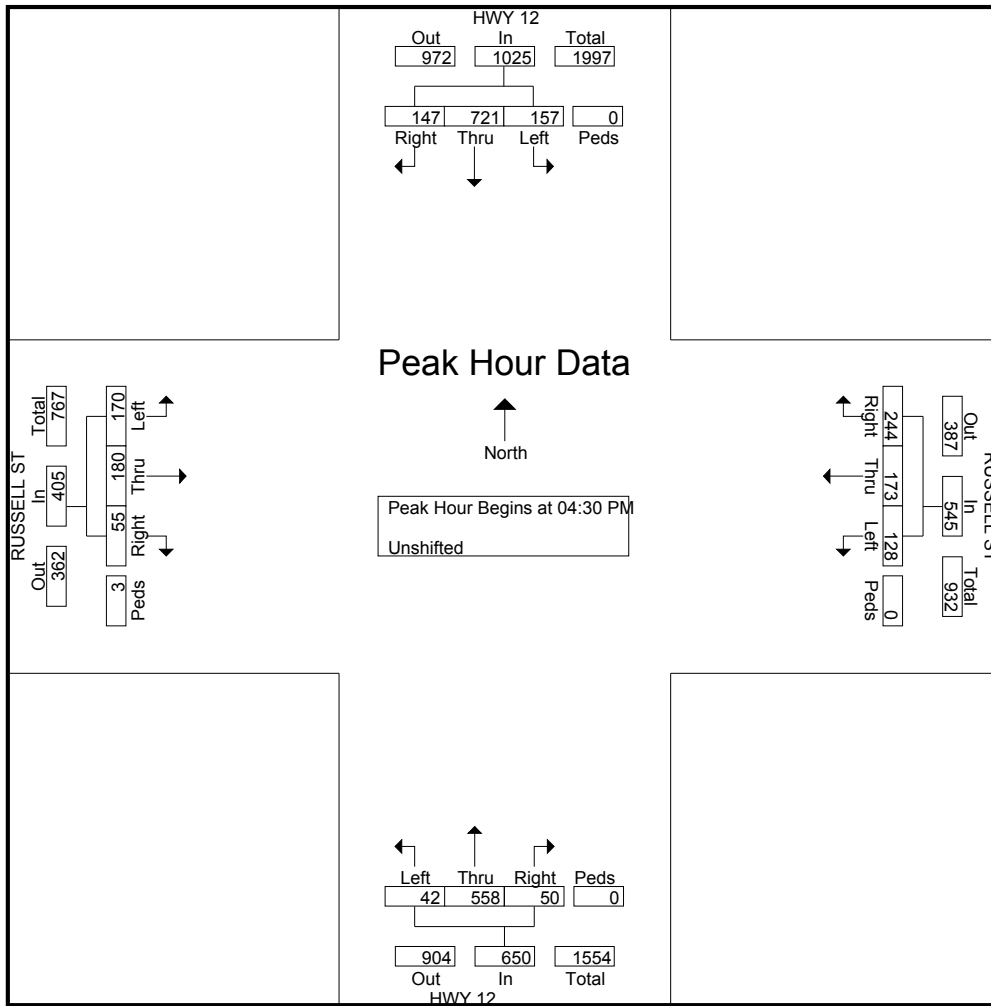 HWY 12
Out In Total
972 1025 1997
147 721 157 0
Right Thru Left Peds
Peak Hour Data
North
Peak Hour Begins at 04:30 PM
Unshifted
RUSSELL ST
Out In Total
362 405 767
Right Thru Left
55 180 170
Peds
3
RUSSELL ST
Out In Total
387 545 932
Right Thru Left Peds
244 173 128 0
Left Thru Right Peds
42 558 50 0
904 650 1554
Out In Total
HWY 12